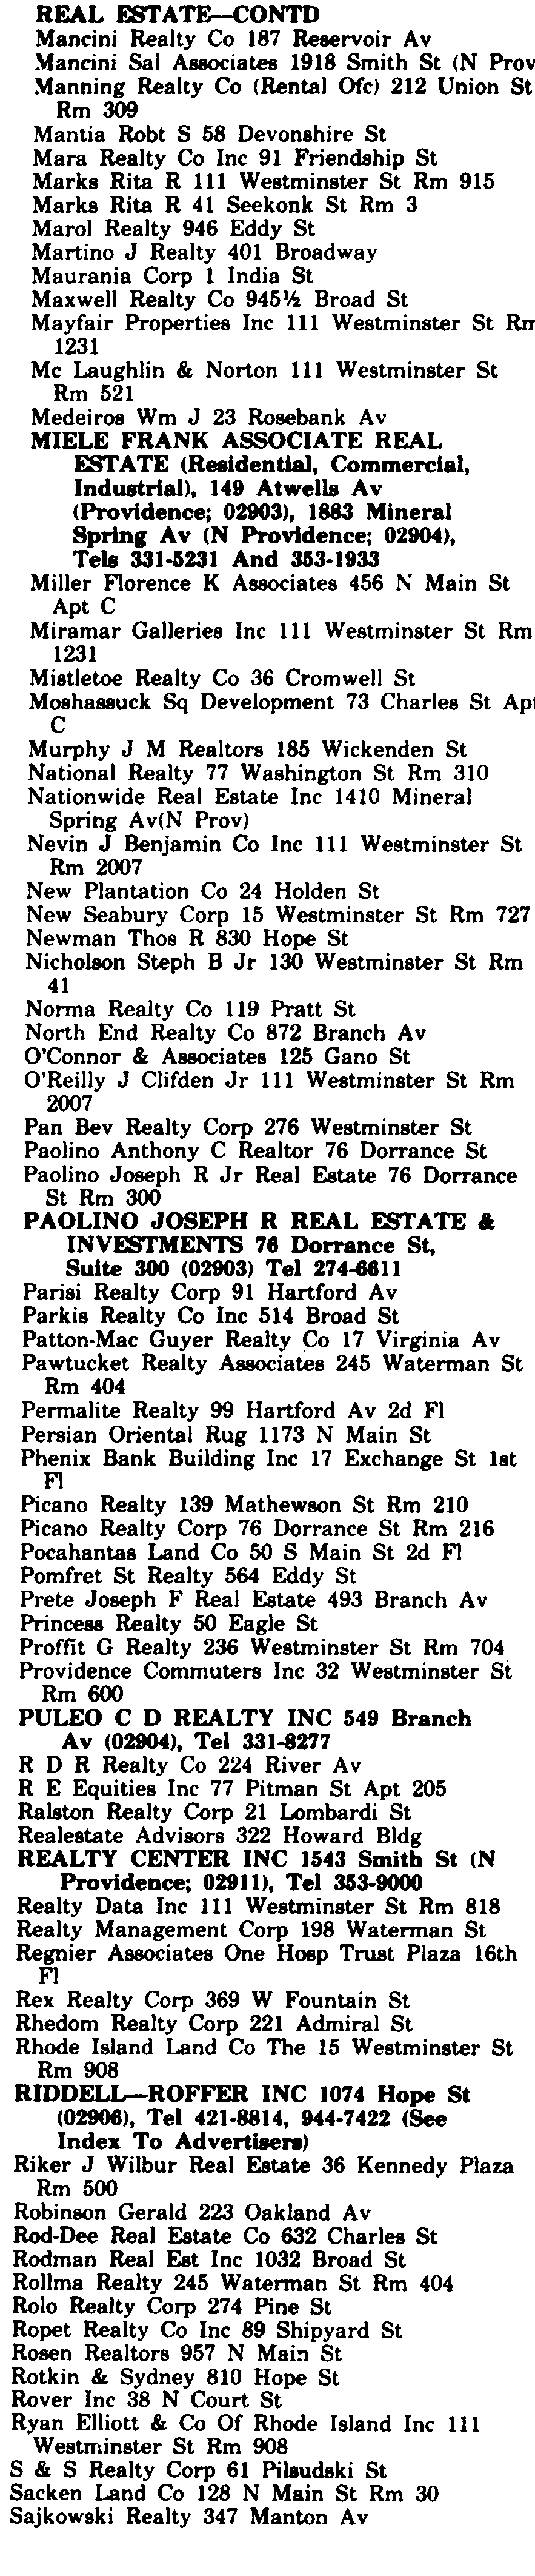 REAL ESTATE—CONTD
Mancini Realty Co 187 Reservoir Av
Mancini Sal Associates 1918 Smith St (N Prov
Manning Realty Co (Rental Ofc) 212 Union St
Rm 309
Mantia Robt S 58 Devonshire St
Mara Realty Co Inc 91 Friendship St
Marks Rita R 111 Westminster St Rm 915
Marks Rita R 41 Seekonk St Rm 3
Marol Realty 946 Eddy St
Martino J Realty 401 Broadway
Maurania Corp 1 India St
Maxwell Realty Co 945½ Broad St
Mayfair Properties Inc 111 Westminster St Rm
1231
Mc Laughlin & Norton 111 Westminster St
Rm 521
Medeiros Wm J 23 Rosebank Av
MIELE FRANK ASSOCIATE REAL
ESTATE (Residential, Commercial,
Industrial), 149 Atwells Av
(Providence; 02903), 1883 Mineral
Spring Av (N Providence; 02904),
Tels 331-5231 And 353-1933
Miller Florence K Associates 456 N Main St
Apt C
Miramar Galleries Inc 111 Westminster St Rm
1231
Mistletoe Realty Co 36 Cromwell St
Moshassuck Sq Development 73 Charles St Apt
C
Murphy J M Realtors 185 Wickenden St
National Realty 77 Washington St Rm 310
Nationwide Real Estate Inc 1410 Mineral
Spring Av(N Prov)
Nevin J Benjamin Co Inc 111 Westminster St
Rm 2007
New Plantation Co 24 Holden St
New Seabury Corp 15 Westminster St Rm 727
Newman Thos R 830 Hope St
Nicholson Steph B Jr 130 Westminster St Rm
41
Norma Realty Co 119 Pratt St
North End Realty Co 872 Branch Av
O'Connor & Associates 125 Gano St
O'Reilly J Clifden Jr 111 Westminster St Rm
2007
Pan Bev Realty Corp 276 Westminster St
Paolino Anthony C Realtor 76 Dorrance St
Paolino Joseph R Jr Real Estate 76 Dorrance
St Rm 300
PAOLINO JOSEPH R REAL ESTATE &
INVESTMENTS 76 Dorrance St,
Suite 300 (02903) Tel 274-6611
Parisi Realty Corp 91 Hartford Av
Parkis Realty Co Inc 514 Broad St
Patton-Mac Guyer Realty Co 17 Virginia Av
Pawtucket Realty Associates 245 Waterman St
Rm 404
Permalite Realty 99 Hartford Av 2d Fl
Persian Oriental Rug 1173 N Main St
Phenix Bank Building Inc 17 Exchange St 1st
Fl
Picano Realty 139 Mathewson St Rm 210
Picano Realty Corp 76 Dorrance St Rm 216
Pocahantas Land Co 50 S Main St 2d Fl
Pomfret St Realty 564 Eddy St
Prete Joseph F Real Estate 493 Branch Av
Princess Realty 50 Eagle St
Proffit G Realty 236 Westminster St Rm 704
Providence Commuters Inc 32 Westminster St
Rm 600
PULEO C D REALTY INC 549 Branch
Av (02904), Tel 331-8277
R D R Realty Co 224 River Av
R E Equities Inc 77 Pitman St Apt 205
Ralston Realty Corp 21 Lombardi St
Realestate Advisors 322 Howard Bldg
REALTY CENTER INC 1543 Smith St (N
Providence; 02911), Tel 353-9000
Realty Data Inc 111 Westminster St Rm 818
Realty Management Corp 198 Waterman St
Regnier Associates One Hosp Trust Plaza 16th
Fl
Rex Realty Corp 369 W Fountain St
Rhedom Realty Corp 221 Admiral St
Rhode Island Land Co The 15 Westminster St
Rm 908
RIDDELL—ROFFER INC 1074 Hope St
(02906), Tel 421-8814, 944-7422 (See
Index To Advertisers)
Riker J Wilbur Real Estate 36 Kennedy Plaza
Rm 500
Robinson Gerald 223 Oakland Av
Rod-Dee Real Estate Co 632 Charles St
Rodman Real Est Inc 1032 Broad St
Rollma Realty 245 Waterman St Rm 404
Rolo Realty Corp 274 Pine St
Ropet Realty Co Inc 89 Shipyard St
Rosen Realtors 957 N Main St
Rotkin & Sydney 810 Hope St
Rover Inc 38 N Court St
Ryan Elliott & Co Of Rhode Island Inc 111
Westminster St Rm 908
S & S Realty Corp 61 Pilsudski St
Sacken Land Co 128 N Main St Rm 30
Sajkowski Realty 347 Manton Av